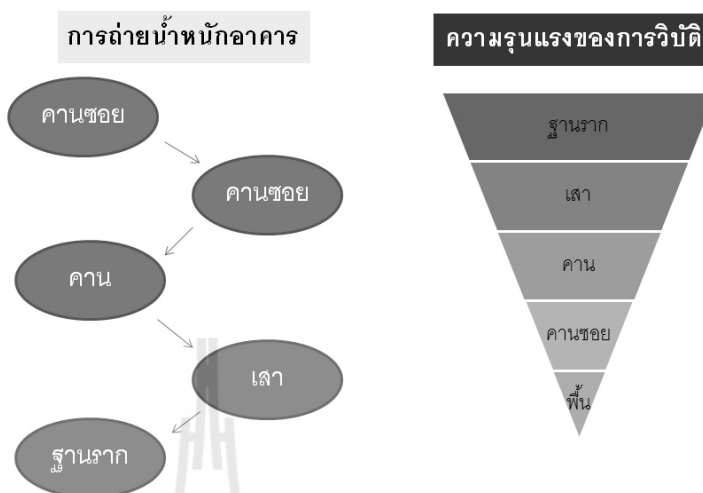 การถ่ายน้ำหนักอาคาร
คานซอย
คานซอย
คาน
เสา
ฐานราก
ความรุนแรงของการวิบัติ
ฐานราก
เสา
คาน
คานซอย
พื้น